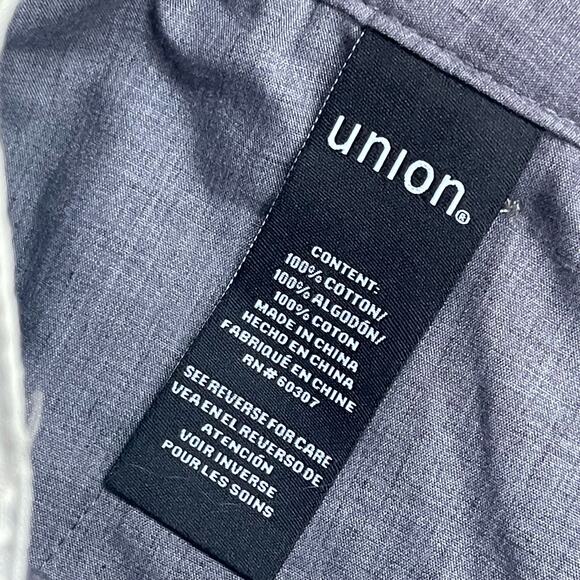 union®
CONTENT:
100% COTTON/
100% ALGODÓN/
100% COTON
MADE IN CHINA
HECHO EN CHINA
FABRIQUÉ EN CHINE
RN# 60307
SEE REVERSE FOR CARE
VEA EN EL REVERSO DE
ATENCIÓN
VOIR INVERSE
POUR LES SOINS